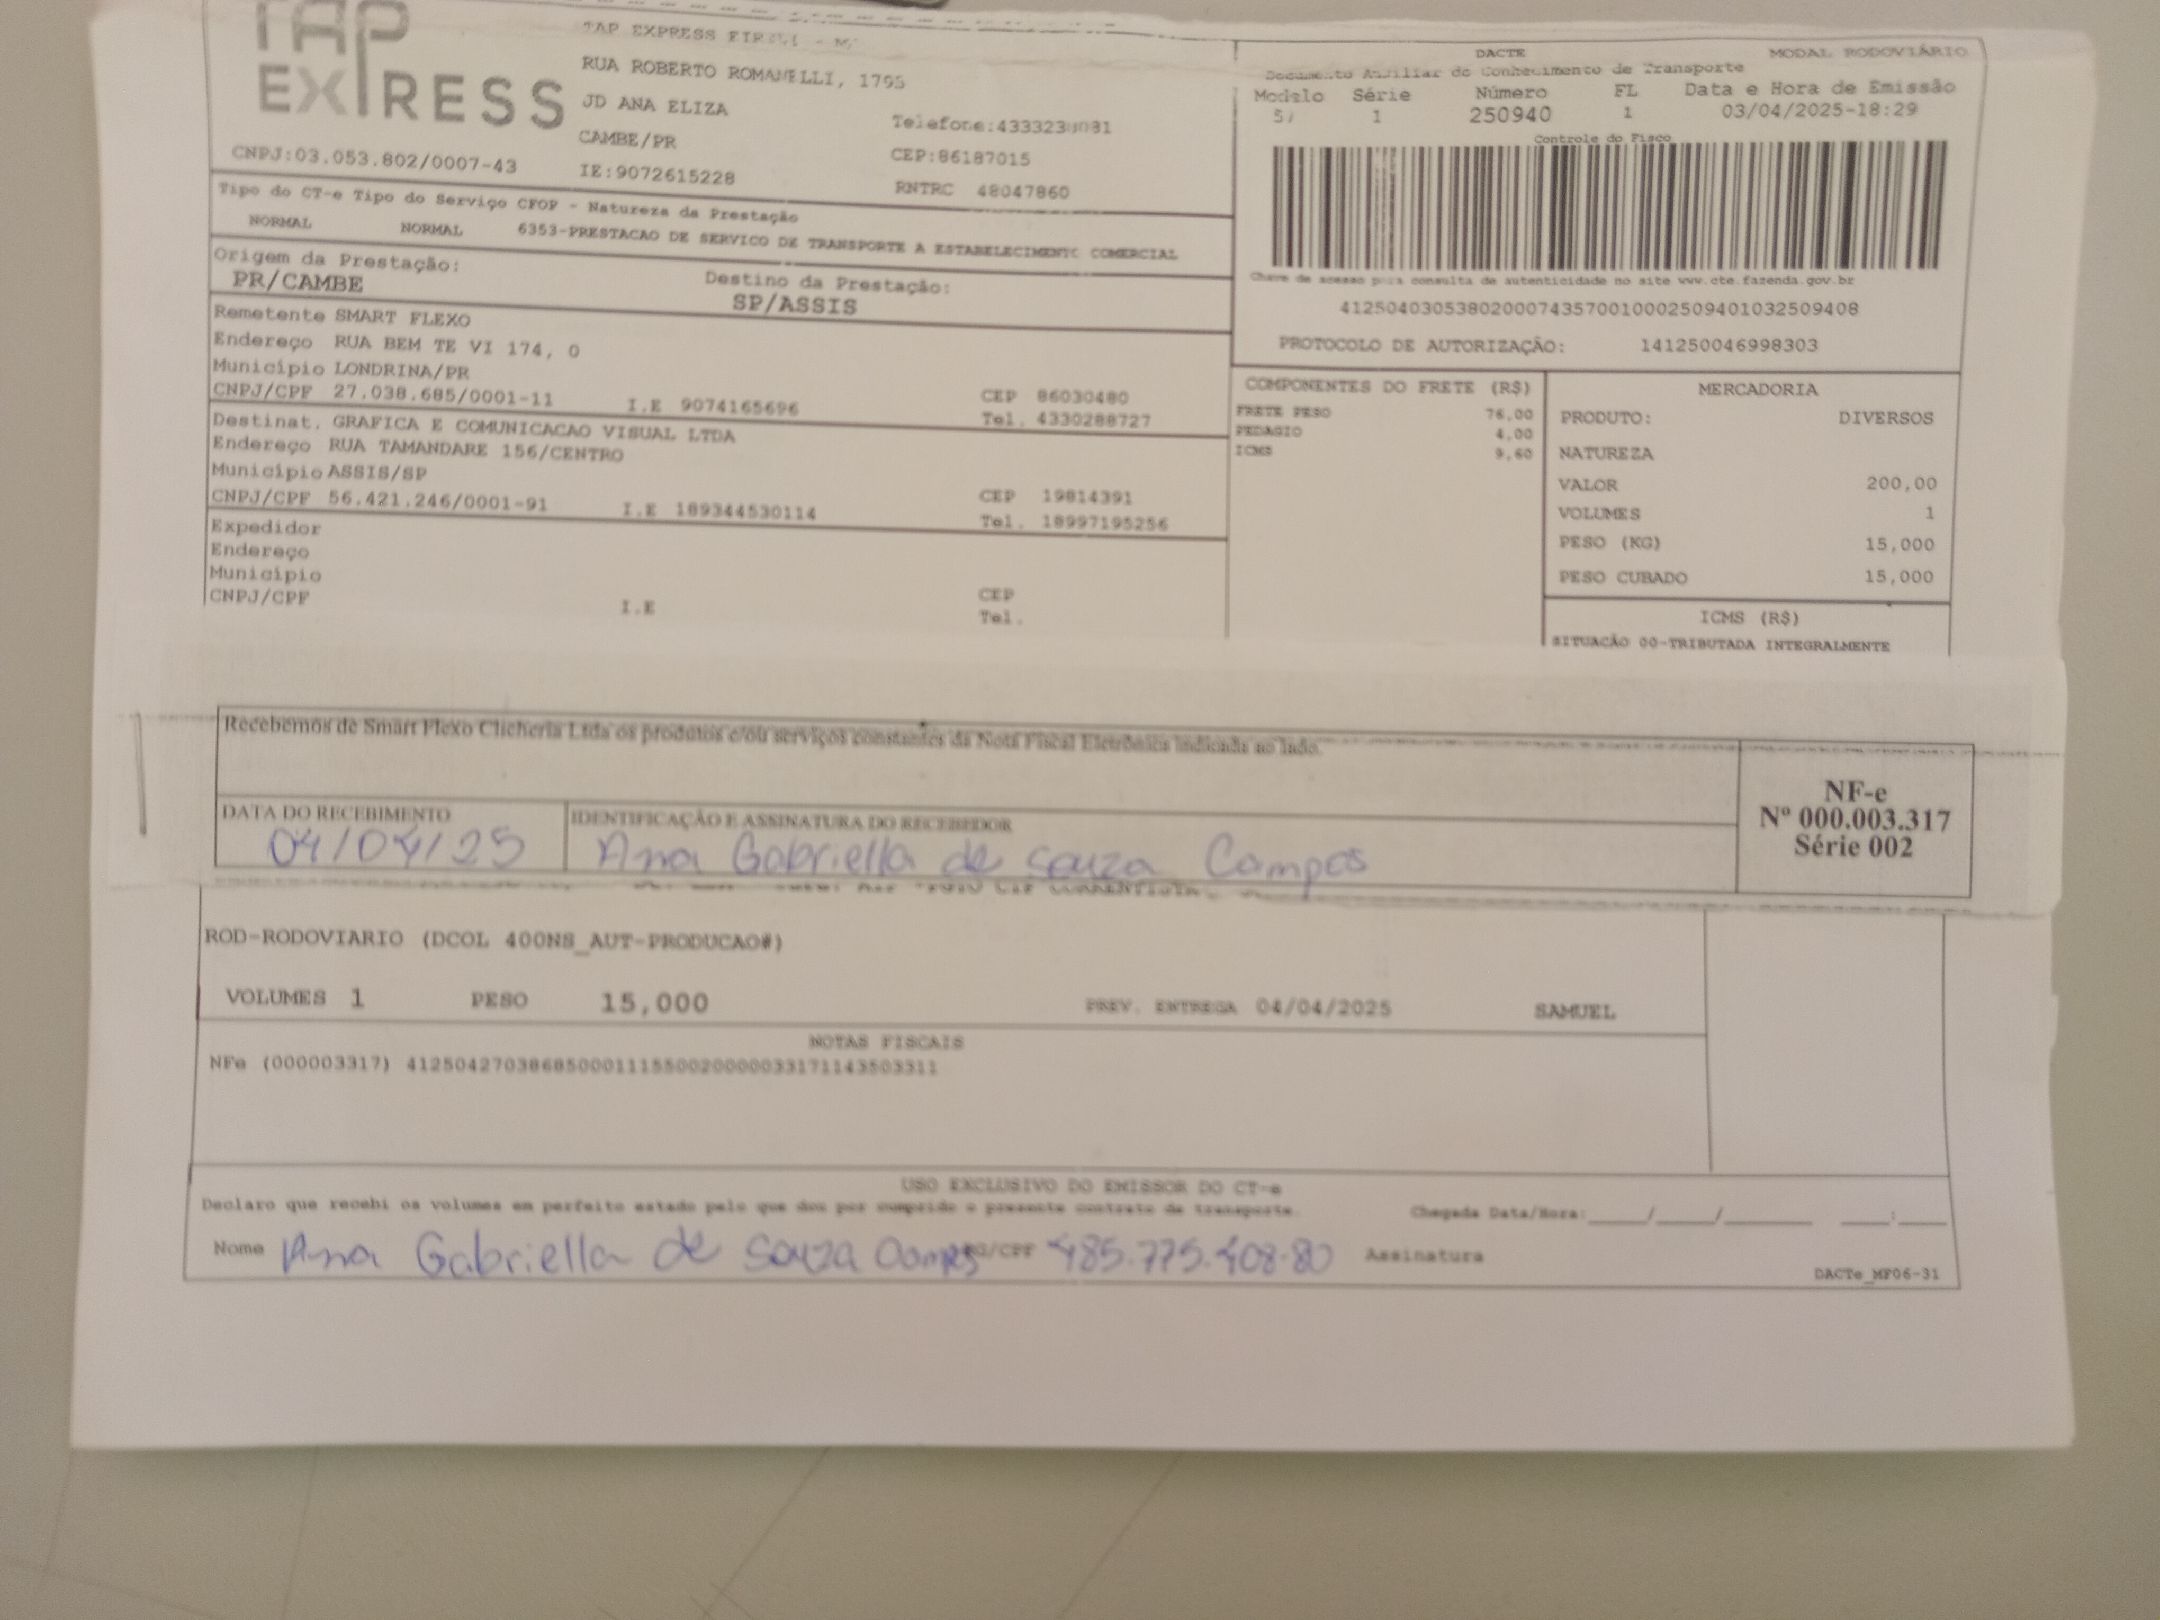 TAP
EXPRESS
TAP EXPRESS EIRELI - M
RUA ROBERTO ROMANELLI, 1795
JD ANA ELIZA
CAMBE/PR
Telefone:
CEP:86187015
CNPJ:03.053.802/0007-43
IE:9072615228
RNTRC 48047860
DACTE
MODAL RODOVIÁRIO
Documento Auxiliar do Conhecimento de Transporte
Modelo Série Número FL Data e Hora de Emissão
1 250940 1 03/04/2025-18:29
Controle do Fisco
Chave de acesso para consulta de autenticidade no site www.cte.fazenda.gov.br
41250403053802000743570010002509401032509408
PROTOCOLO DE AUTORIZAÇÃO: 141250046998303
Tipo do CT-e Tipo do Serviço CFOP - Natureza da Prestação
NORMAL NORMAL 6353-PRESTACAO DE SERVICO DE TRANSPORTE A ESTABELECIMENTO COMERCIAL
Origem da Prestação: Destino da Prestação:
PR/CAMBE SP/ASSIS
Remetente SMART FLEXO
Endereço RUA BEM TE VI 174, 0
Município LONDRINA/PR
CNPJ/CPF 27.038.685/0001-11 I.E 9074165696 CEP 86030480
Tel. 4330288727
Destinat. GRAFICA E COMUNICACAO VISUAL LTDA
Endereço RUA TAMANDARE 156/CENTRO
Município ASSIS/SP
CNPJ/CPF 56.421.246/0001-91 I.E 189344530114 CEP 19814391
Tel. 18997195256
Expedidor
Endereço
Município
CNPJ/CPF I.E CEP
Tel.
COMPONENTES DO FRETE (R$)
FRETE PESO 76,00
PEDAGIO 4,00
ICMS 9,60
MERCADORIA
PRODUTO: DIVERSOS
NATUREZA
VALOR 200,00
VOLUMES 1
PESO (KG) 15,000
PESO CUBADO 15,000
ICMS (R$)
SITUACÃO 00-TRIBUTADA INTEGRALMENTE
Recebemos de Smart Flexo Clicheria Ltda os produtos e/ou serviços constantes da Nota Fiscal Eletrônica indicada ao lado.
DATA DO RECEBIMENTO IDENTIFICAÇÃO E ASSINATURA DO RECEBEDOR
04/04/25 Ana Gabriella de Souza Campos
NF-e
Nº 000.003.317
Série 002
ROD-RODOVIARIO (DCOL 400NS_AUT-PRODUCAO#)
VOLUMES 1 PESO 15,000 PREV. ENTREGA 04/04/2025 SAMUEL
NOTAS FISCAIS
NFe (000003317) 41250427038685000111550020000033171143503311
USO EXCLUSIVO DO EMISSOR DO CT-e
Declaro que recebi os volumes em perfeito estado pelo que dou por cumprido o presente contrato de transporte. Chegada Data/Hora:____/____/______ ___:___
Nome Ana Gabriella de Souza Campos RG/CPF 485.775.408-80 Assinatura
DACTe_MF06-31